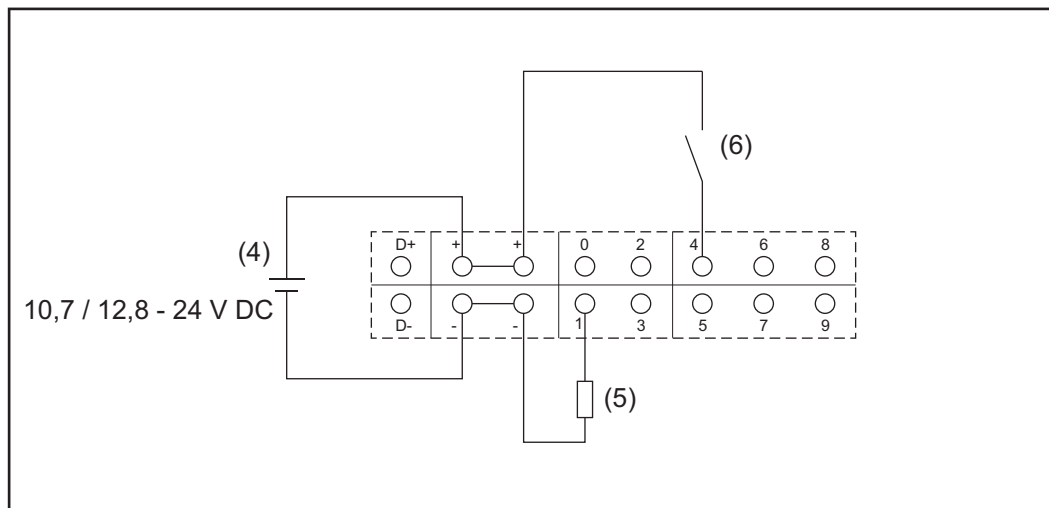 (6)
(4)
10,7 / 12,8 - 24 V DC
D+ + + 0 2 4 6 8
D- - - 1 3 5 7 9
(5)